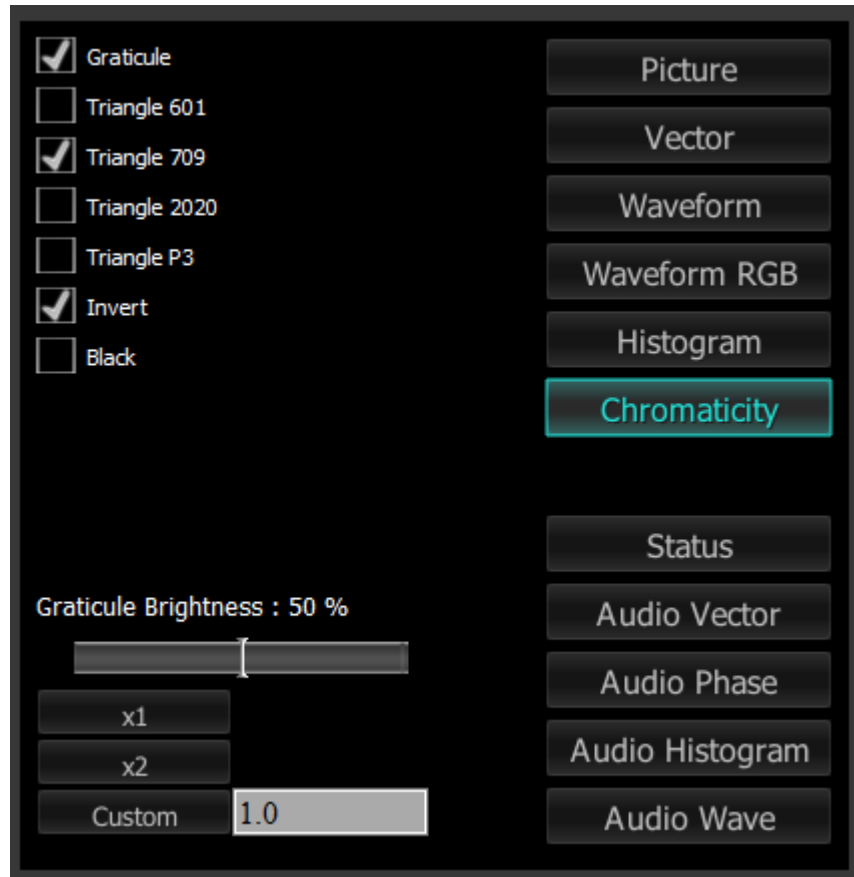 Graticule
Triangle 601
Triangle 709
Triangle 2020
Triangle P3
Invert
Black
Graticule Brightness : 50 %
x1
x2
Custom
1.0
Picture
Vector
Waveform
Waveform RGB
Histogram
Chromaticity
Status
Audio Vector
Audio Phase
Audio Histogram
Audio Wave